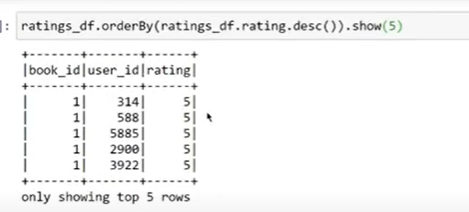 ]: ratings_df.orderBy(ratings_df.rating.desc()).show(5)
+-------+-------+------+
|book_id|user_id|rating|
+-------+-------+------+
|      1|    314|     5|
|      1|    588|     5|
|      1|   5885|     5|
|      1|   2900|     5|
|      1|   3922|     5|
+-------+-------+------+
only showing top 5 rows